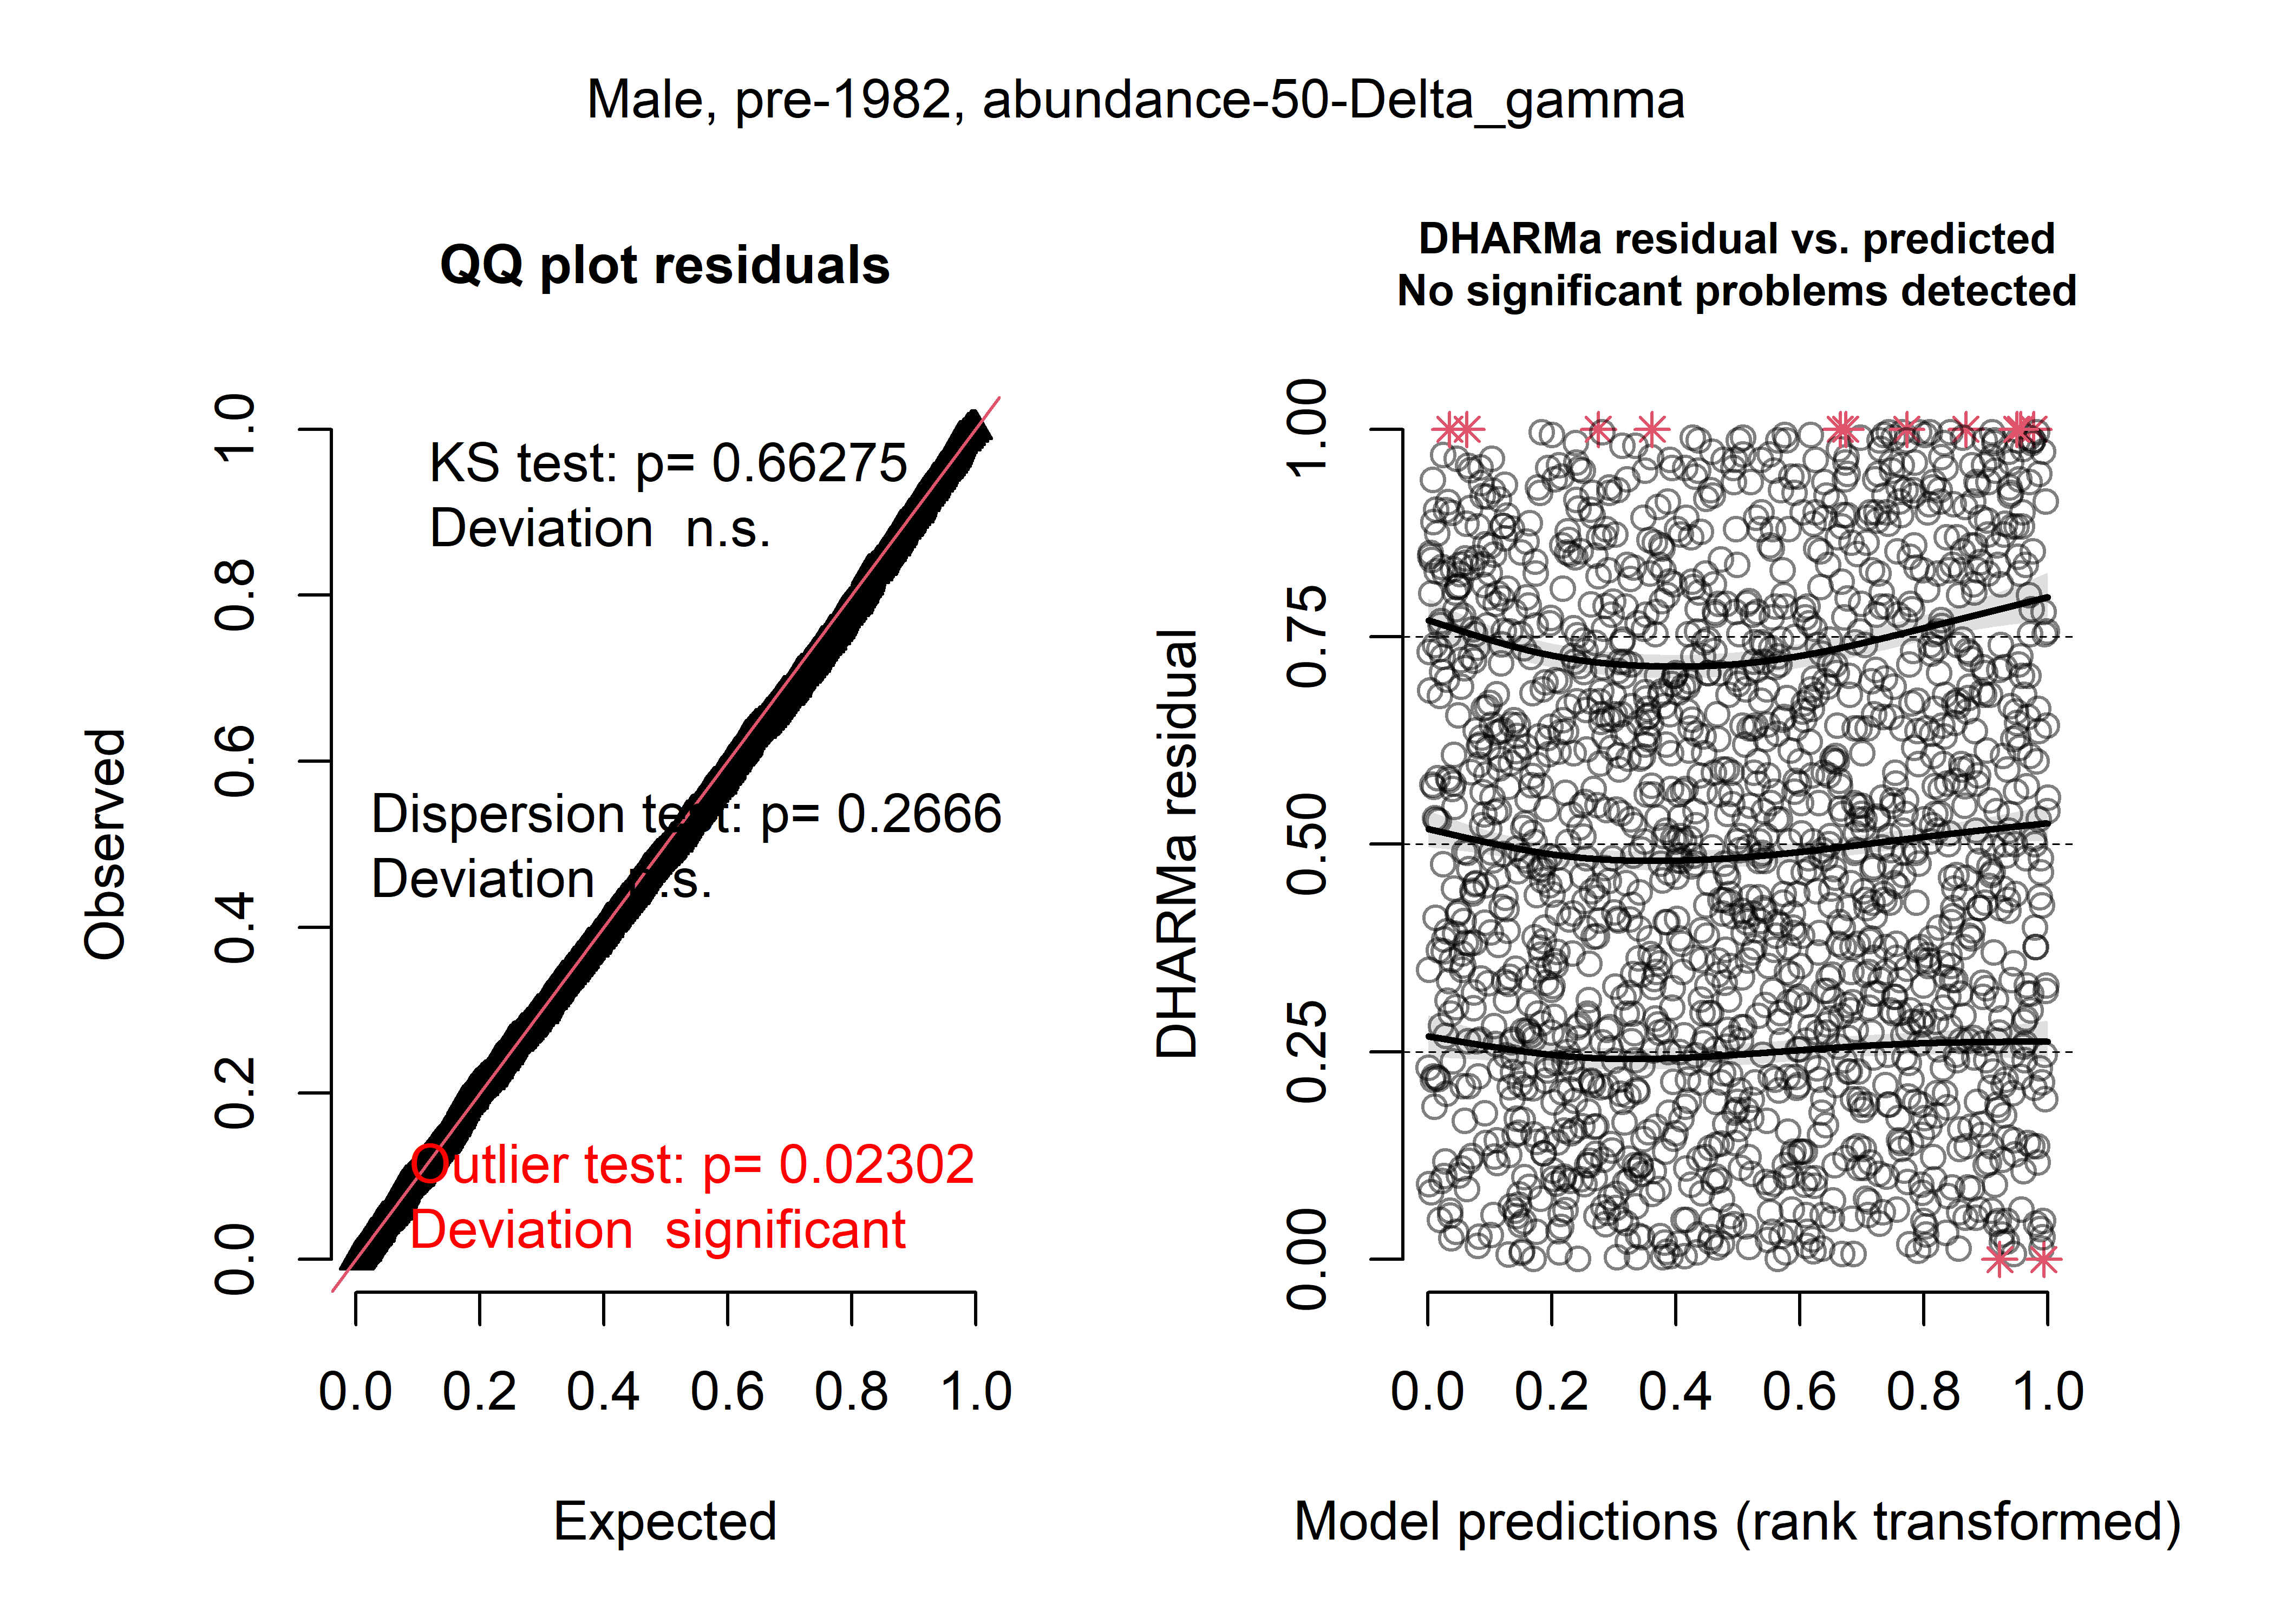 Male, pre-1982, abundance-50-Delta_gamma
QQ plot residuals
KS test: p= 0.66275
Deviation  n.s.
Dispersion test: p= 0.2666
Deviation  n.s.
Outlier test: p= 0.02302
Deviation  significant
Observed
0.0 0.2 0.4 0.6 0.8 1.0
0.0 0.2 0.4 0.6 0.8 1.0
Expected
DHARMa residual vs. predicted
No significant problems detected
DHARMa residual
0.00 0.25 0.50 0.75 1.00
0.0 0.2 0.4 0.6 0.8 1.0
Model predictions (rank transformed)